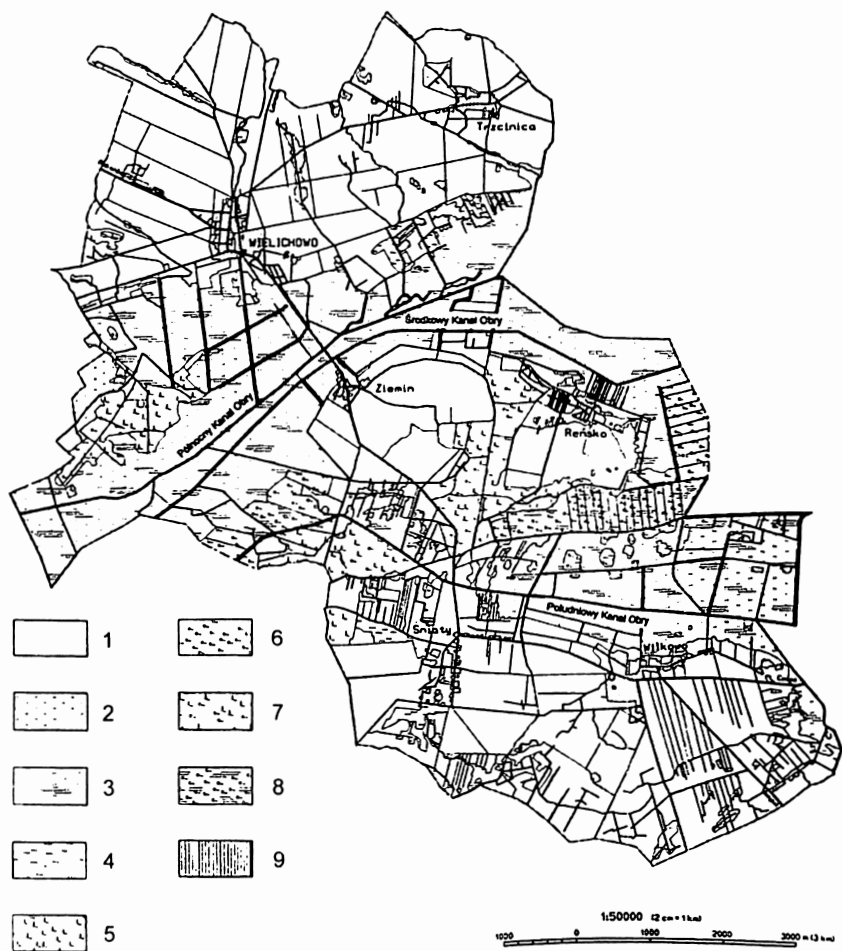 Trzcinica
WIELICHOWO
Środkowy Kanał Obry
Ziemin
Reńsko
Północny Kanał Obry
Południowy Kanał Obry
Śniaty
Wilkowo
1
2
3
4
5
6
7
8
9
1:50000 (2 cm = 1 km)
1000 0 1000 2000 3000 m (3 km)